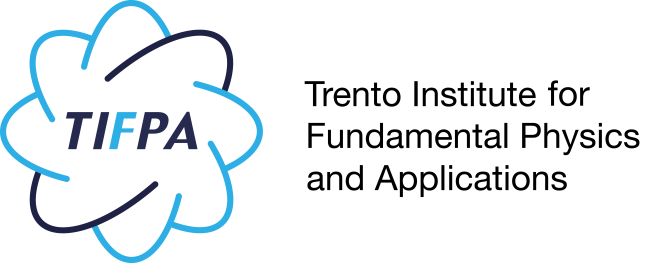 TIFPA
Trento Institute for
Fundamental Physics
and Applications